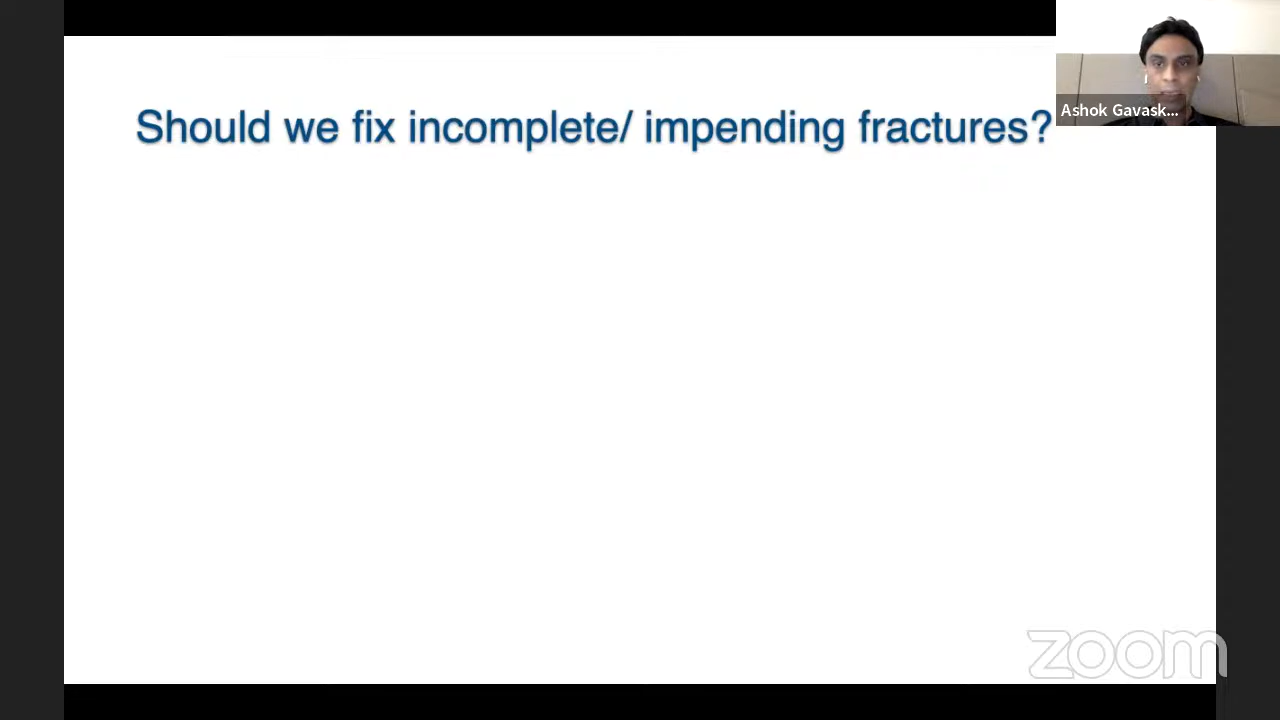 Should we fix incomplete/ impending fractures?
Ashok Gavask...
zoom